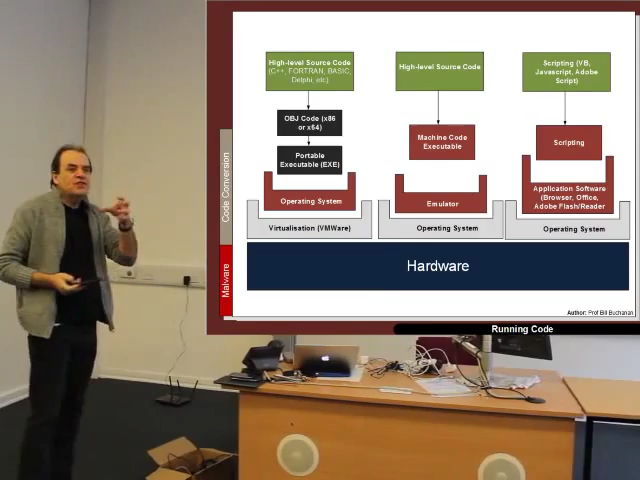 High-level Source Code
(C++, FORTRAN, BASIC,
Delphi, etc)
High-level Source Code
Scripting (VB,
Javascript, Adobe
Script)
OBJ Code (x86
or x64)
Machine Code
Executable
Scripting
Portable
Executable (EXE)
Operating System
Emulator
Application Software
(Browser, Office,
Adobe Flash/Reader
Virtualisation (VMWare)
Operating System
Operating System
Hardware
Code Conversion
Malware
Author: Prof Bill Buchanan
Running Code